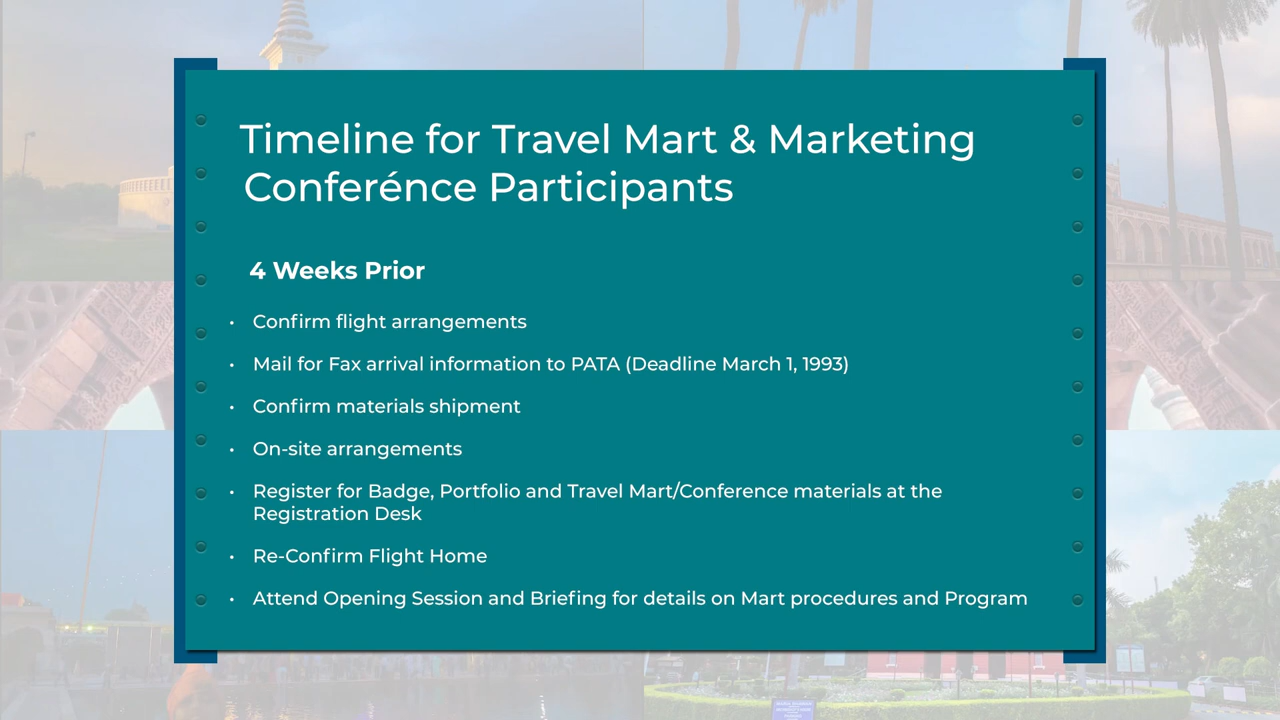 Timeline for Travel Mart & Marketing
Conferénce Participants
4 Weeks Prior
• Confirm flight arrangements
• Mail for Fax arrival information to PATA (Deadline March 1, 1993)
• Confirm materials shipment
• On-site arrangements
• Register for Badge, Portfolio and Travel Mart/Conference materials at the
Registration Desk
• Re-Confirm Flight Home
• Attend Opening Session and Briefing for details on Mart procedures and Program